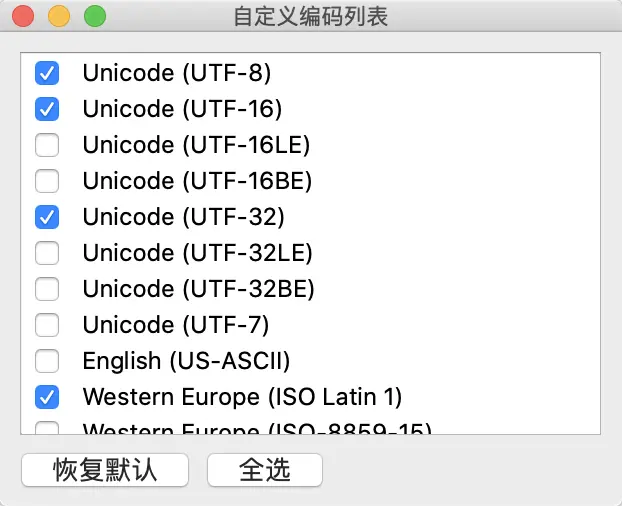 自定义编码列表
Unicode (UTF-8)
Unicode (UTF-16)
Unicode (UTF-16LE)
Unicode (UTF-16BE)
Unicode (UTF-32)
Unicode (UTF-32LE)
Unicode (UTF-32BE)
Unicode (UTF-7)
English (US-ASCII)
Western Europe (ISO Latin 1)
Western Europe (ISO-8859-15)
恢复默认
全选